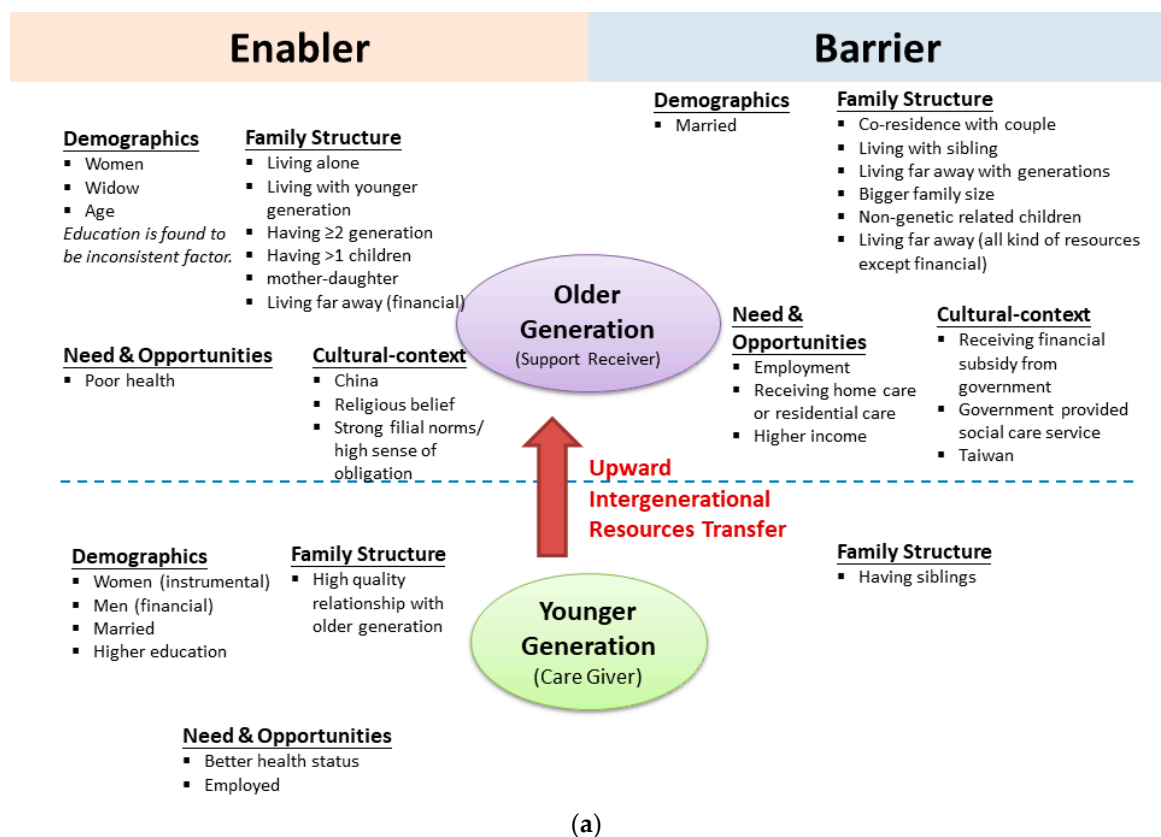 Enabler
Barrier
Demographics
▪ Women
▪ Widow
▪ Age
Education is found to
be inconsistent factor.
Family Structure
▪ Living alone
▪ Living with younger
generation
▪ Having ≥2 generation
▪ Having >1 children
▪ mother-daughter
▪ Living far away (financial)
Need & Opportunities
▪ Poor health
Cultural-context
▪ China
▪ Religious belief
▪ Strong filial norms/
high sense of
obligation
Older
Generation
(Support Receiver)
Demographics
▪ Married
Family Structure
▪ Co-residence with couple
▪ Living with sibling
▪ Living far away with generations
▪ Bigger family size
▪ Non-genetic related children
▪ Living far away (all kind of resources
except financial)
Need &
Opportunities
▪ Employment
▪ Receiving home care
or residential care
▪ Higher income
Cultural-context
▪ Receiving financial
subsidy from
government
▪ Government provided
social care service
▪ Taiwan
Upward
Intergenerational
Resources Transfer
Demographics
▪ Women (instrumental)
▪ Men (financial)
▪ Married
▪ Higher education
Family Structure
▪ High quality
relationship with
older generation
Younger
Generation
(Care Giver)
Family Structure
▪ Having siblings
Need & Opportunities
▪ Better health status
▪ Employed
(a)